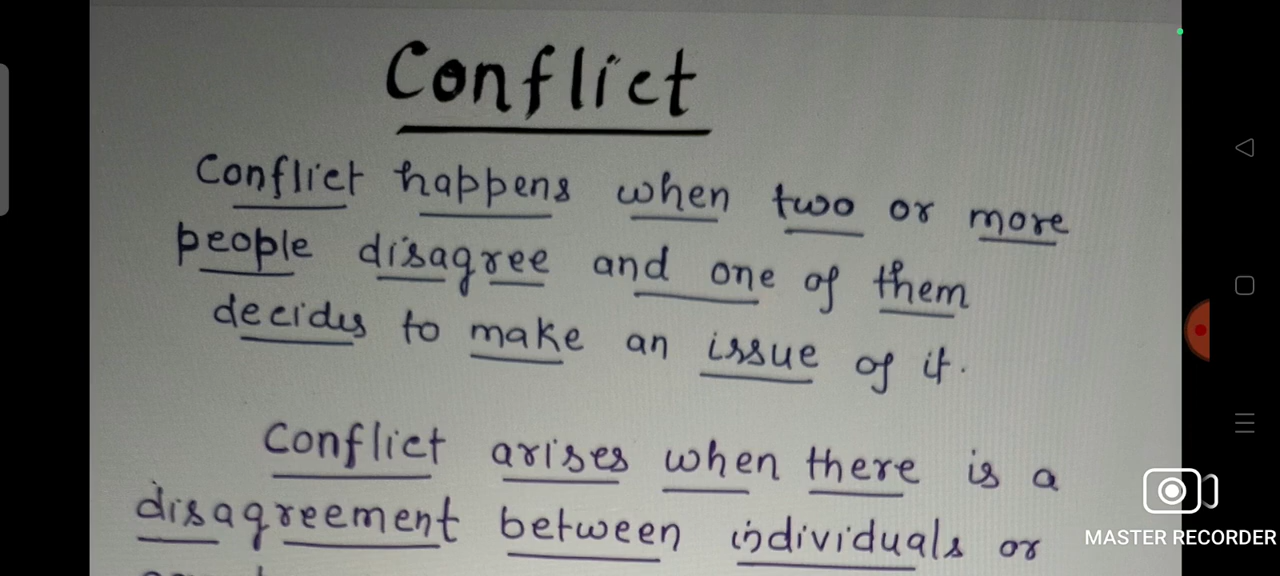 Conflict
Conflict happens when two or more
people disagree and one of them
decides to make an issue of it.
Conflict arises when there is a
disagreement between individuals or
MASTER RECORDER